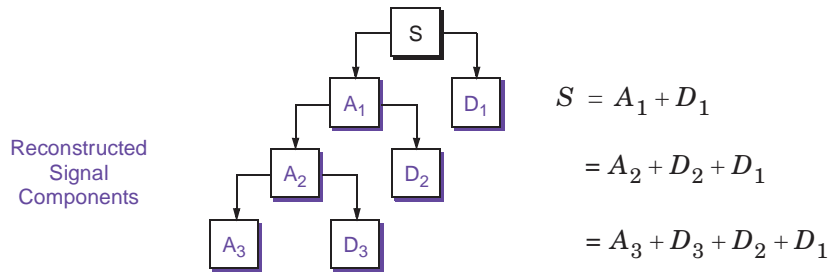 S
A₁ D₁
S = A₁ + D₁
Reconstructed
Signal
Components
A₂ D₂
= A₂ + D₂ + D₁
A₃ D₃
= A₃ + D₃ + D₂ + D₁